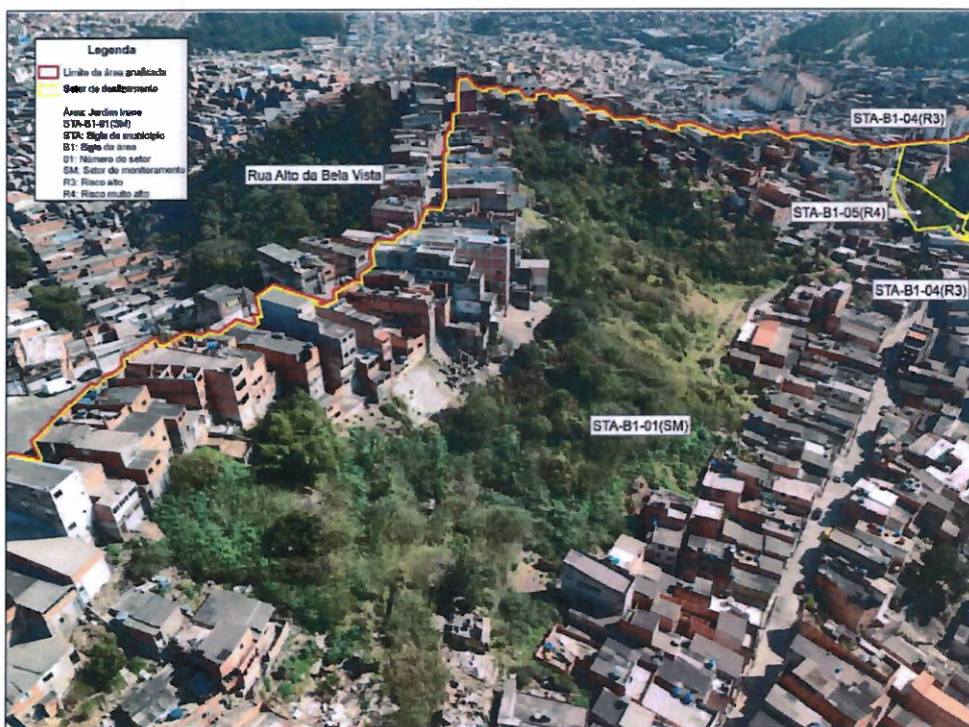 Legenda
Limite da área analisada
Setor de deslizamento
Área: Jardim Irene
STA-B1-01(SM)
STA: Sigla do município
B1: Sigla da área
01: Número do setor
SM: Setor de monitoramento
R3: Risco alto
R4: Risco muito alto
Rua Alto da Bela Vista
STA-B1-04(R3)
STA-B1-05(R4)
STA-B1-04(R3)
STA-B1-01(SM)